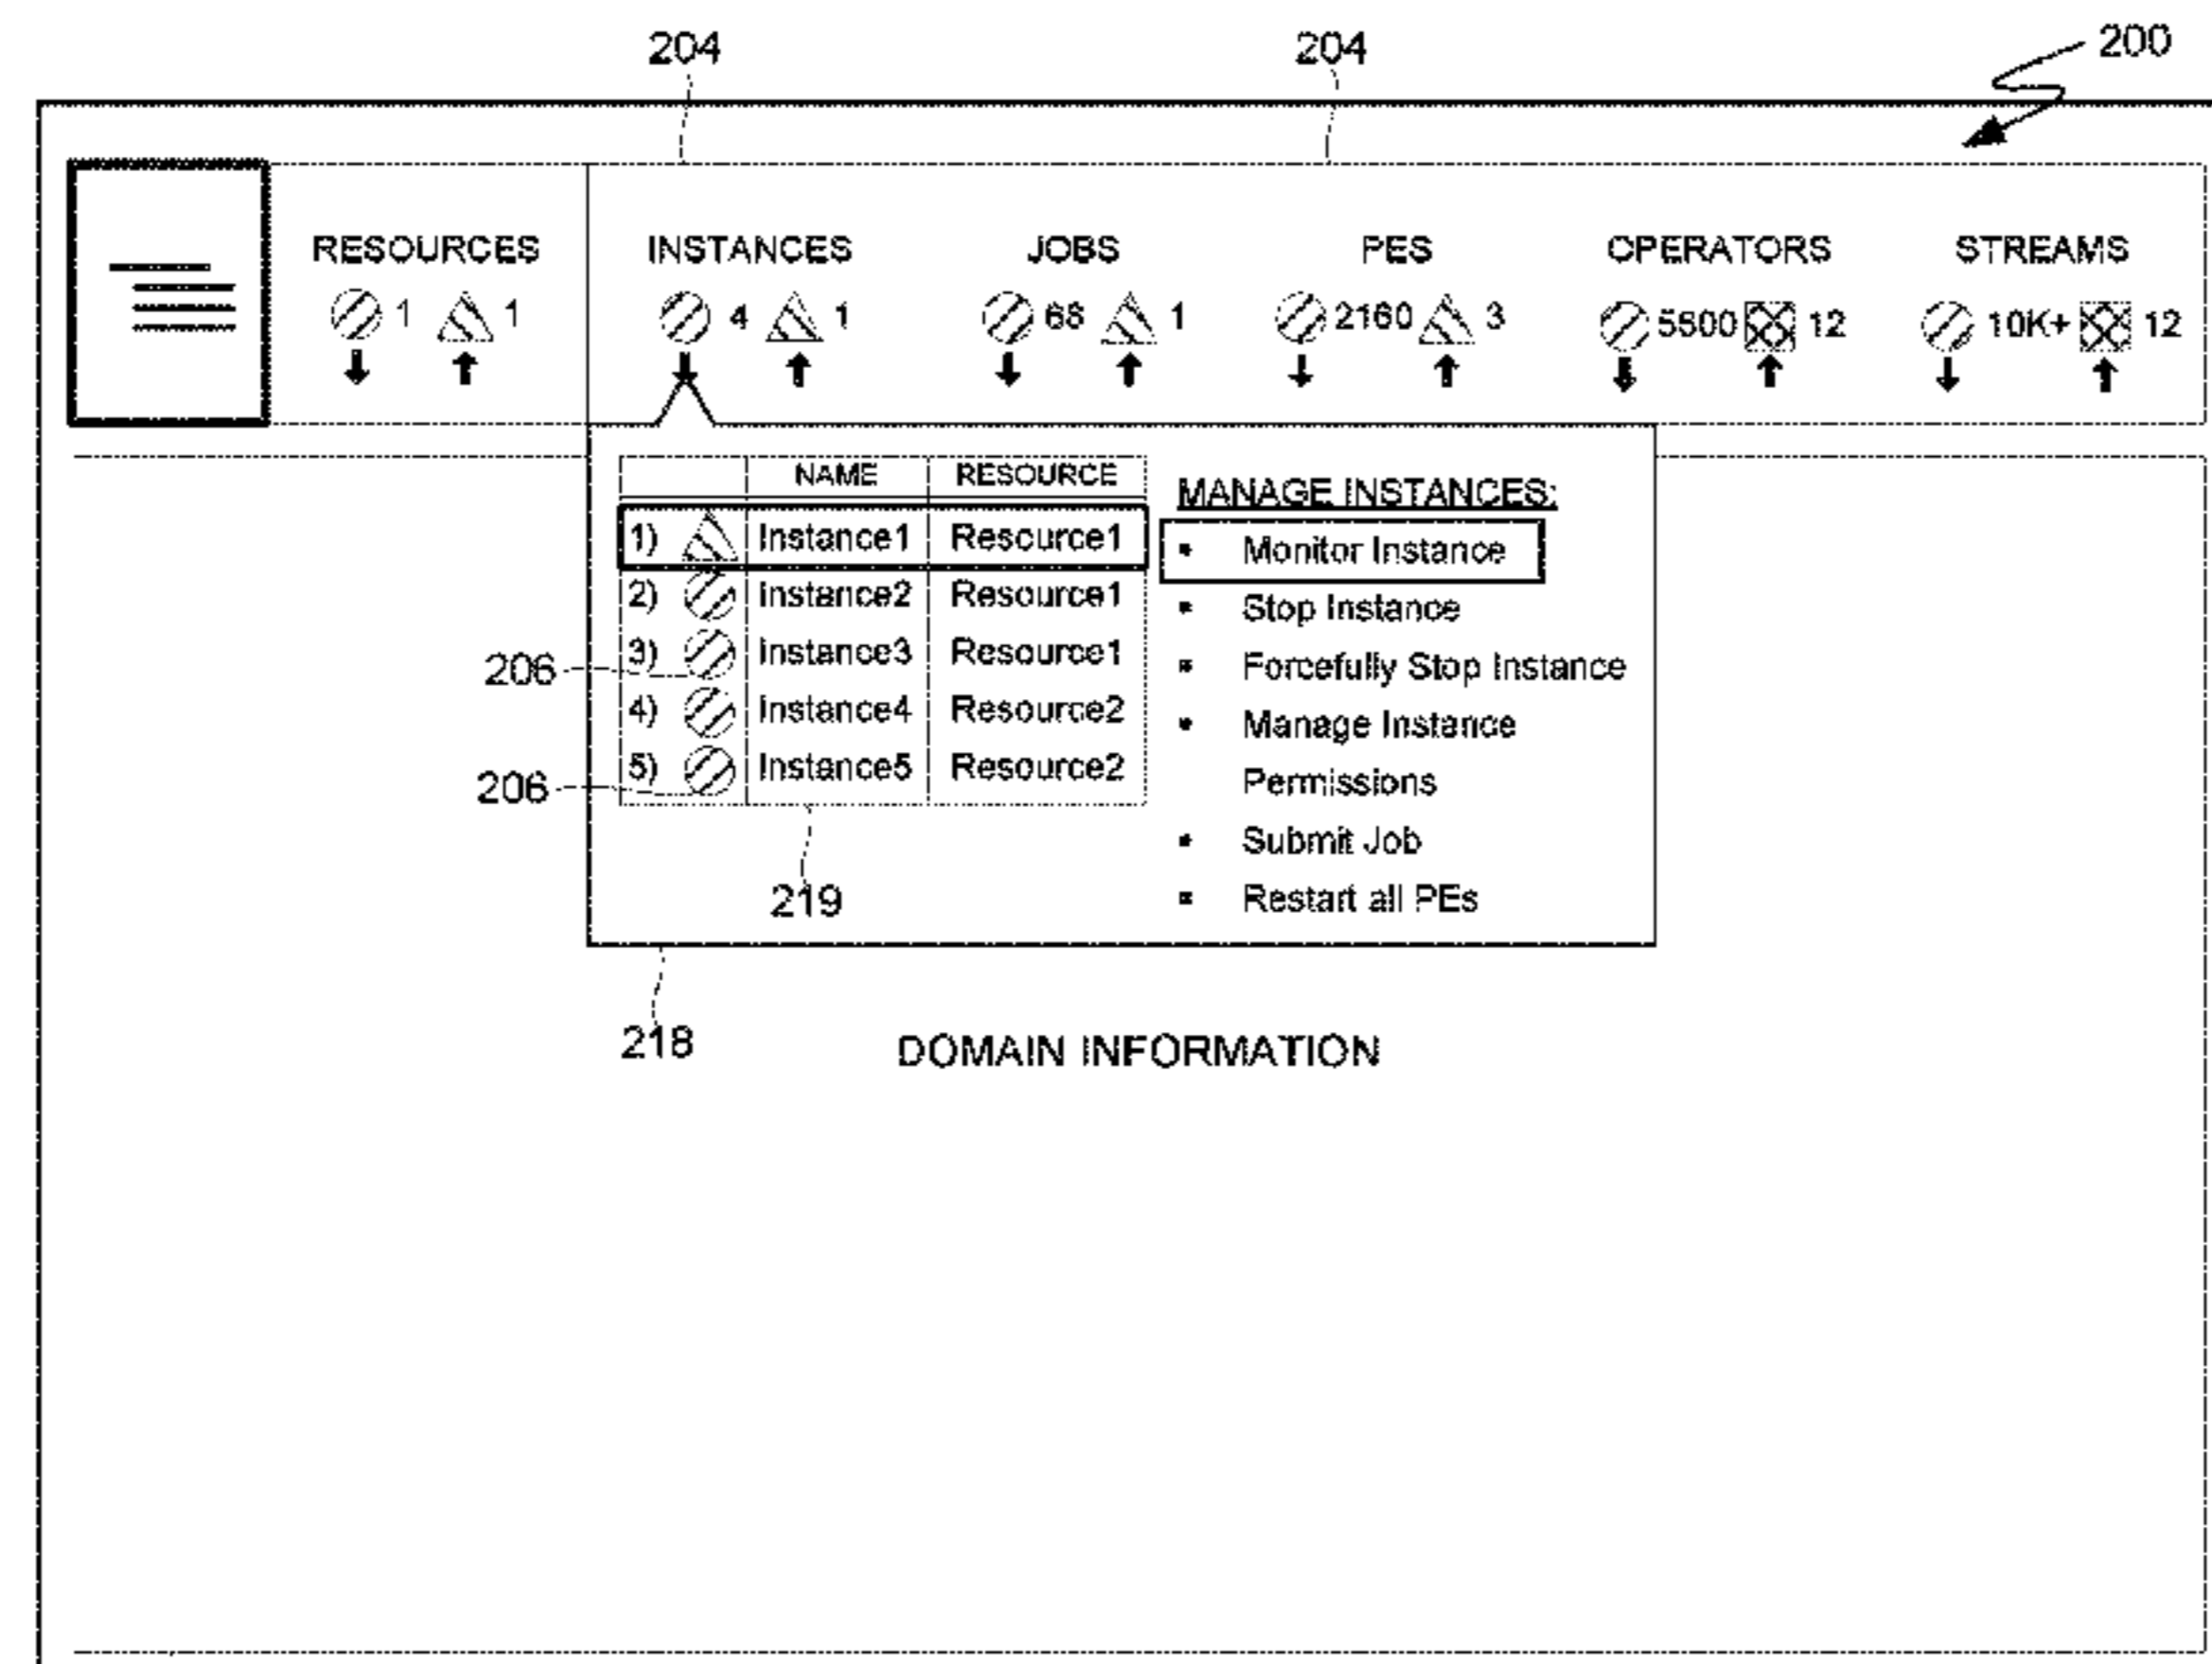 204 204 200
RESOURCES INSTANCES JOBS PES OPERATORS STREAMS
1 1 4 1 68 1 2160 3 5600 12 10K+ 12
NAME RESOURCE
MANAGE INSTANCES:
1) Instance1 Resource1
• Monitor Instance
2) Instance2 Resource1
• Stop Instance
206 3) Instance3 Resource1
• Forcefully Stop Instance
4) Instance4 Resource2
• Manage Instance
Permissions
206 5) Instance5 Resource2
• Submit Job
219
• Restart all PEs
218
DOMAIN INFORMATION